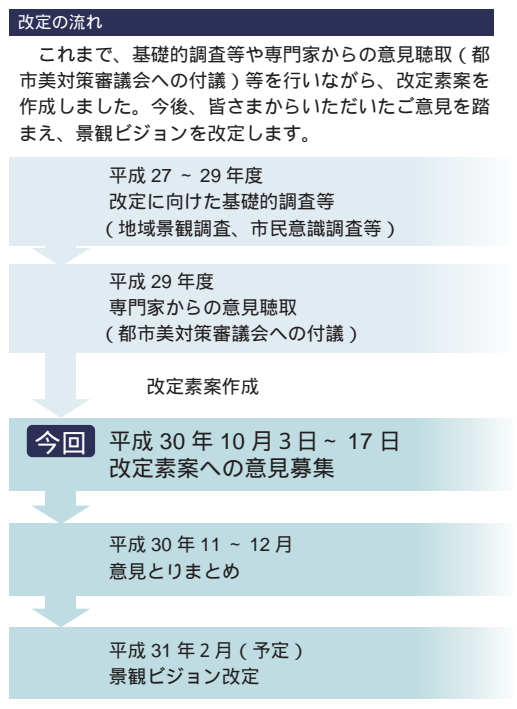 改定の流れ
これまで、基礎的調査等や専門家からの意見聴取(都
市美対策審議会への付議)等を行いながら、改定素案を
作成しました。今後、皆さまからいただいたご意見を踏
まえ、景観ビジョンを改定します。
平成 27 ~ 29 年度
改定に向けた基礎的調査等
(地域景観調査、市民意識調査等)
平成 29 年度
専門家からの意見聴取
(都市美対策審議会への付議)
改定素案作成
今回 平成 30 年 10 月 3 日~ 17 日
改定素案への意見募集
平成 30 年 11 ~ 12 月
意見とりまとめ
平成 31 年 2 月(予定)
景観ビジョン改定